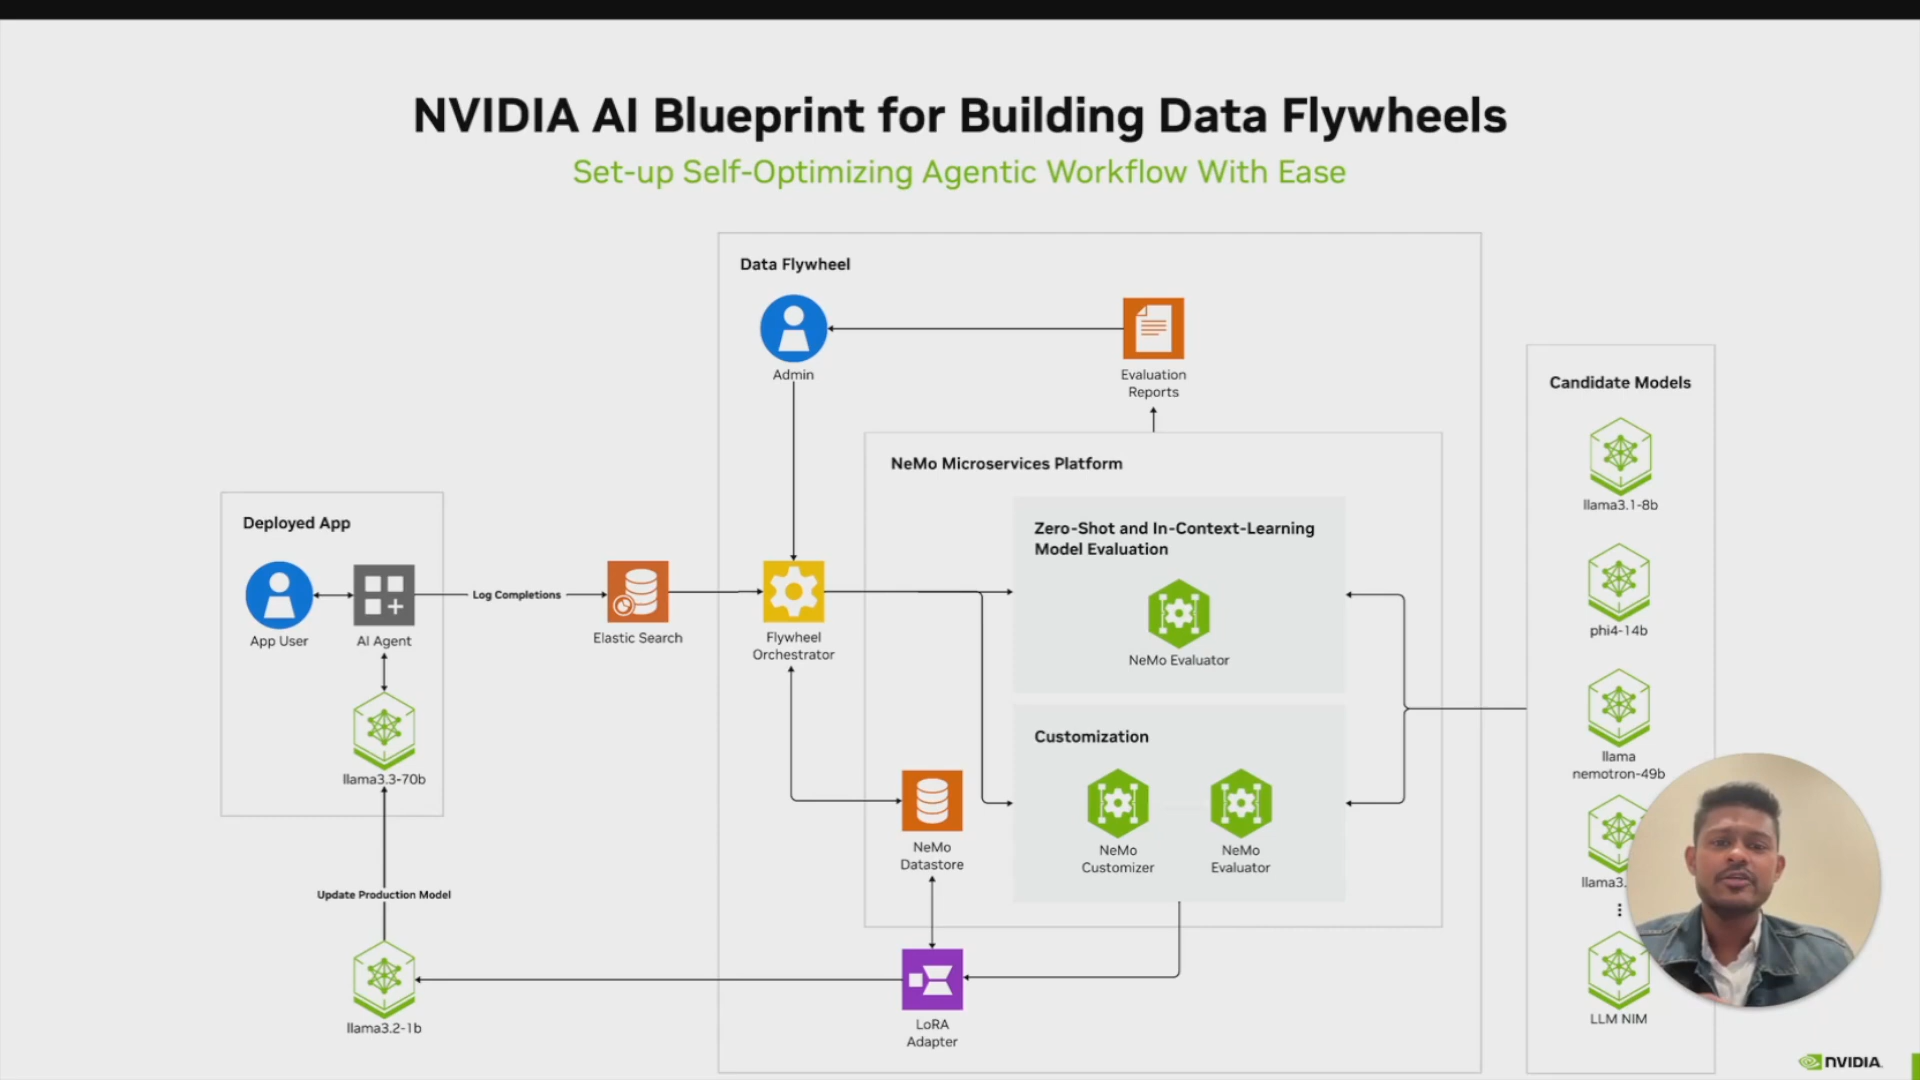 NVIDIA AI Blueprint for Building Data Flywheels
Set-up Self-Optimizing Agentic Workflow With Ease
Data Flywheel
Admin
Evaluation
Reports
Candidate Models
llama3.1-8b
phi4-14b
llama
nemotron-49b
llama3.
LLM NIM
NeMo Microservices Platform
Zero-Shot and In-Context-Learning
Model Evaluation
NeMo Evaluator
Customization
NeMo
Customizer
NeMo
Evaluator
Deployed App
App User
AI Agent
llama3.3-70b
Log Completions
Elastic Search
Flywheel
Orchestrator
NeMo
Datastore
Update Production Model
llama3.2-1b
LoRA
Adapter
NVIDIA